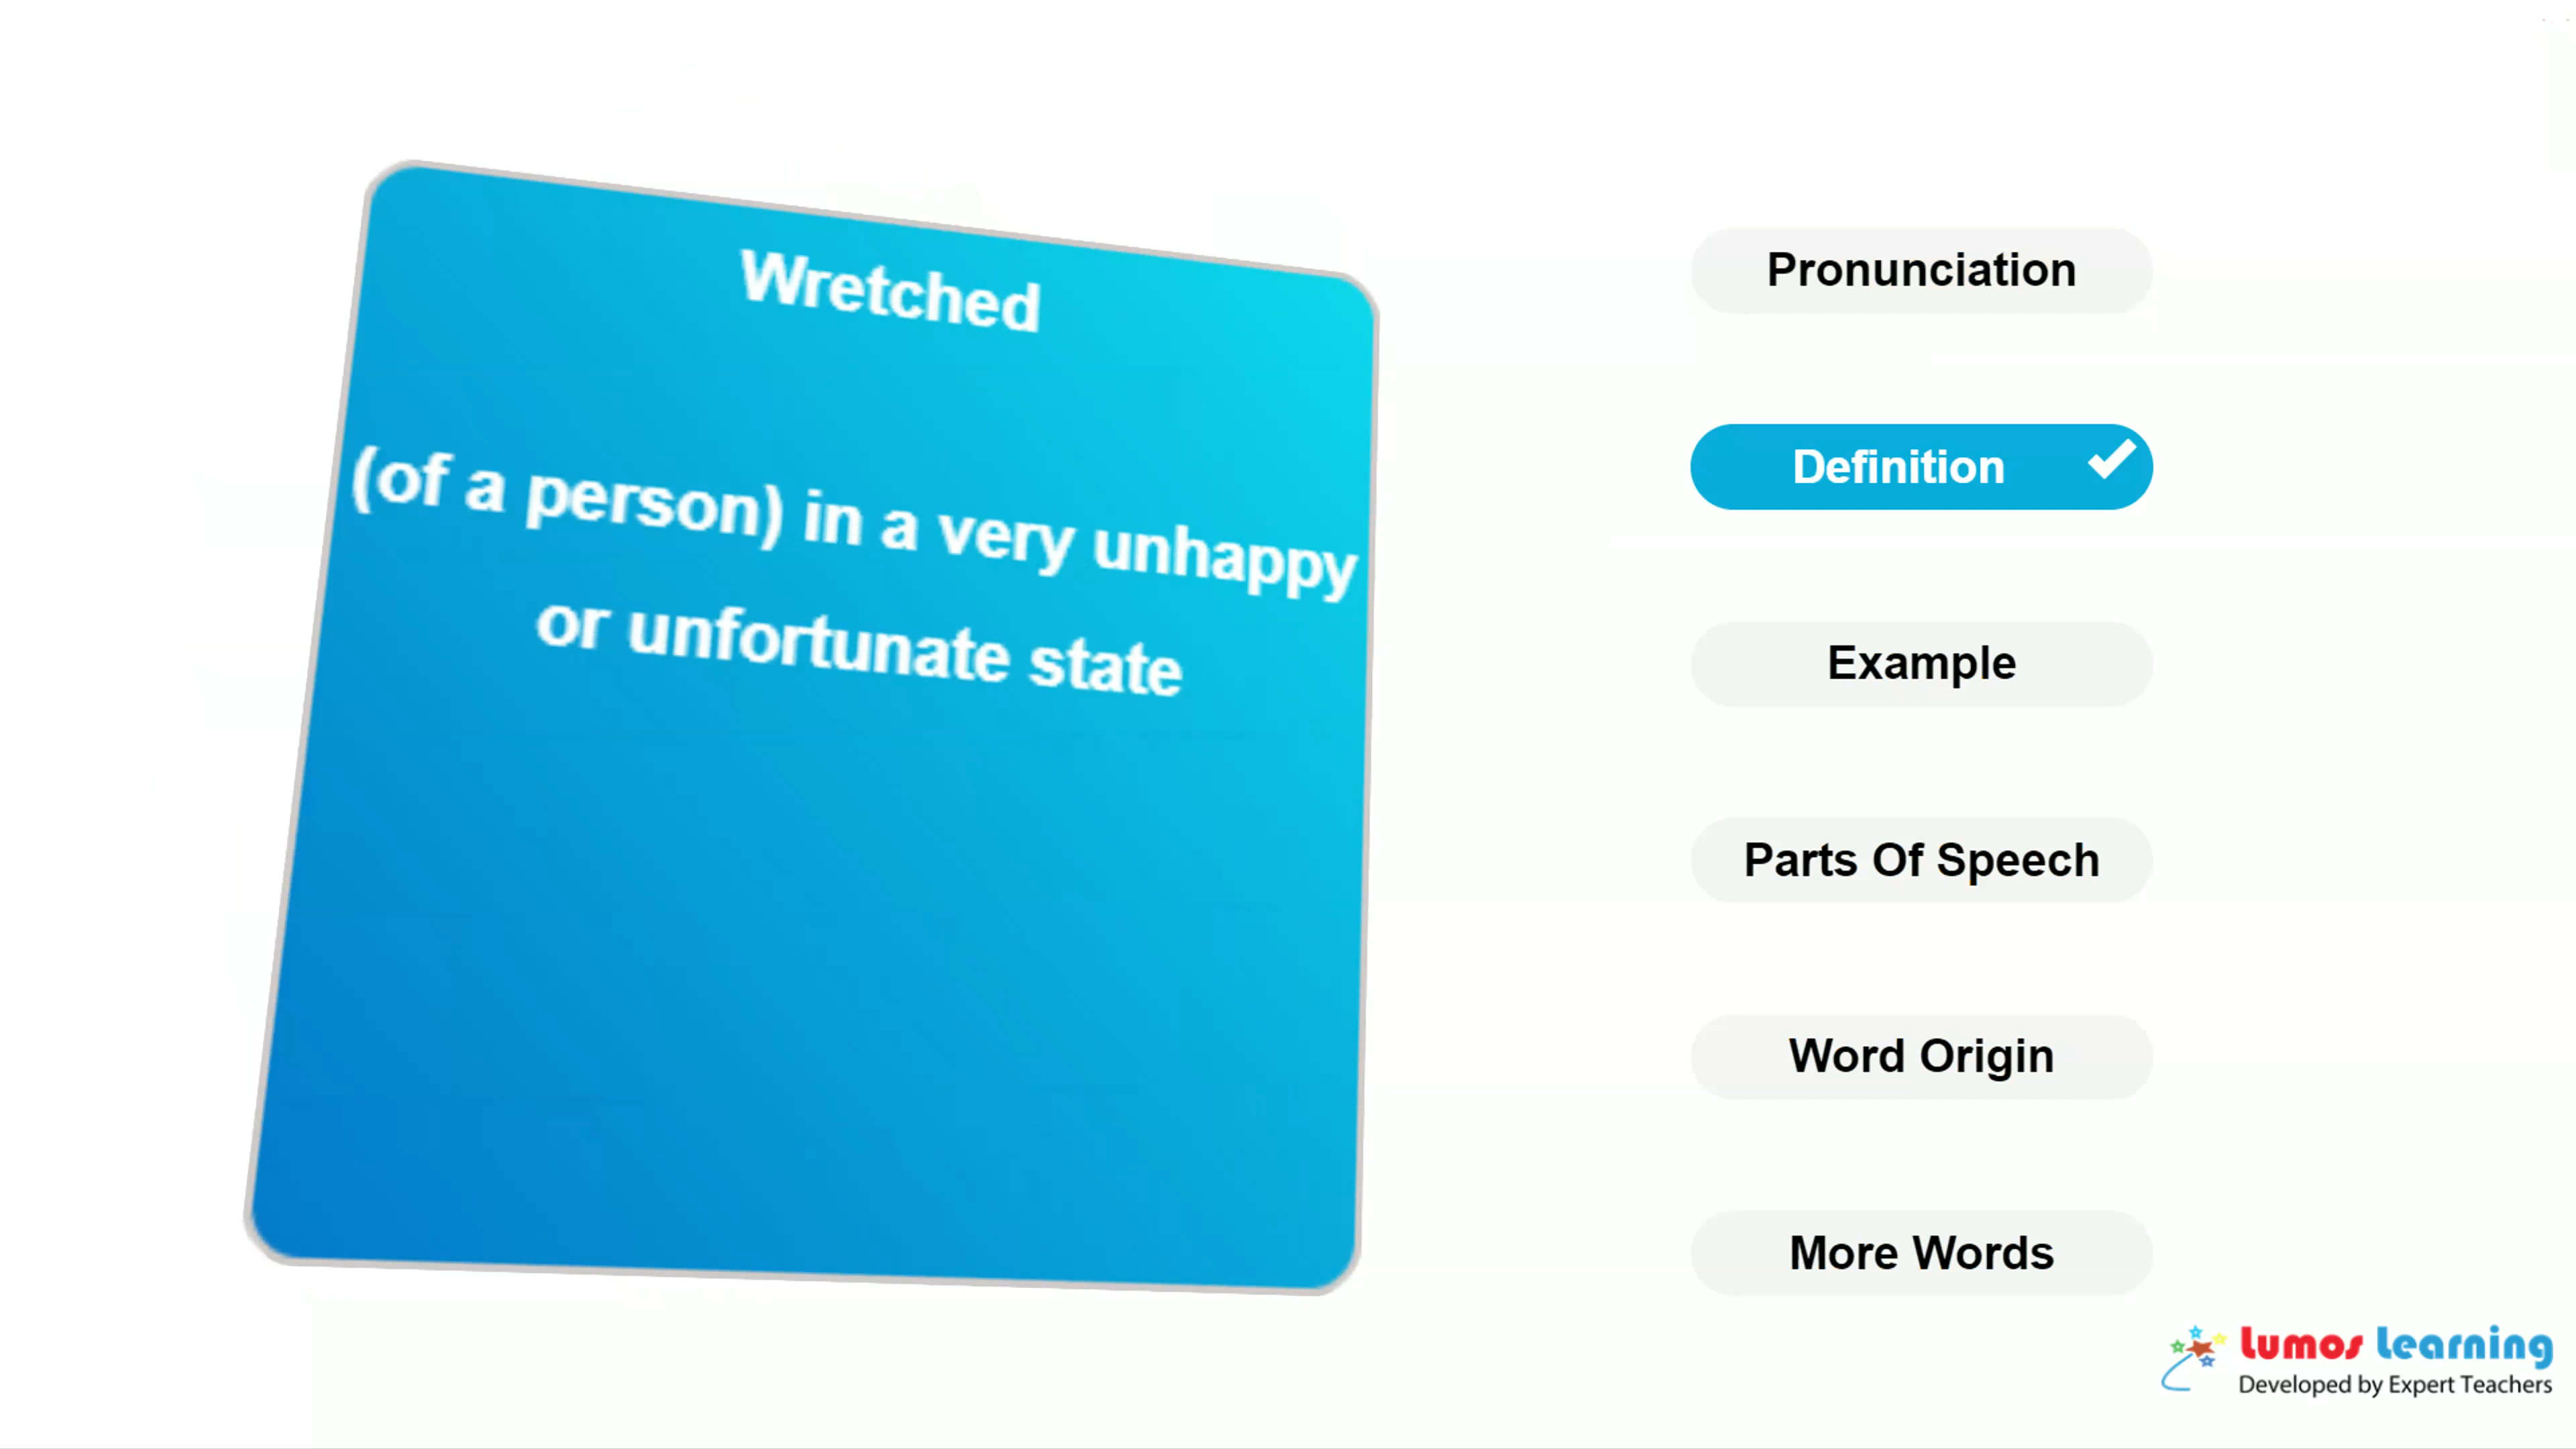 Wretched
(of a person) in a very unhappy
or unfortunate state
Pronunciation
Definition
Example
Parts Of Speech
Word Origin
More Words
Lumos Learning
Developed by Expert Teachers